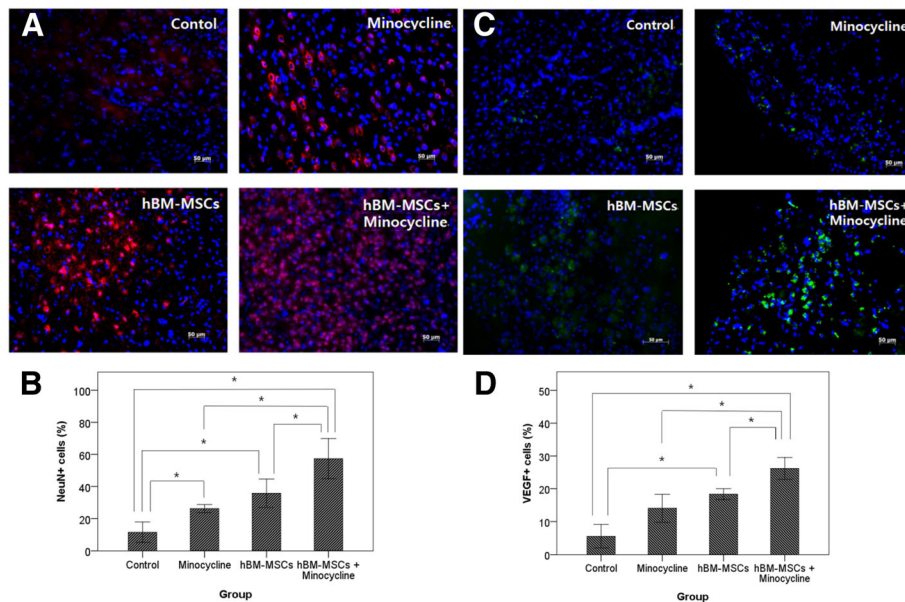 A
Contol
50 µm
Minocycline
50 µm
hBM-MSCs
50 µm
hBM-MSCs+
Minocycline
50 µm
C
Control
50 µm
Minocycline
50 µm
hBM-MSCs
50 µm
hBM-MSCs+
Minocycline
50 µm
B
NeuN+ cells (%)
100
80
60
40
20
0
*
*
*
*
*
Control
Minocycline
hBM-MSCs
hBM-MSCs +
Minocycline
Group
D
VEGF+ cells (%)
50
40
30
20
10
0
*
*
*
*
Control
Minocycline
hBM-MSCs
hBM-MSCs +
Minocycline
Group